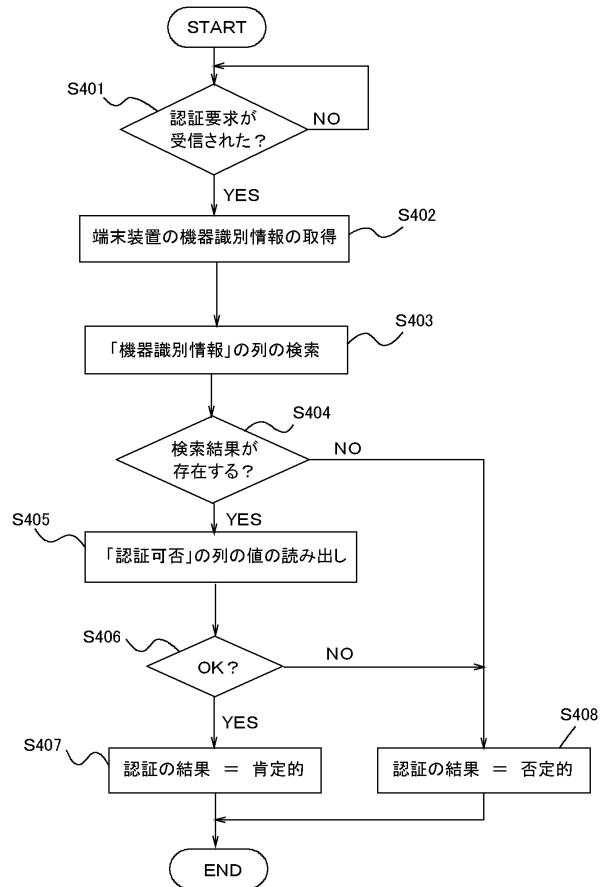 START
S401
認証要求が
受信された？
NO
YES
S402
端末装置の機器識別情報の取得
S403
「機器識別情報」の列の検索
S404
検索結果が
存在する？
NO
YES
S405
「認証可否」の列の値の読み出し
S406
OK？
NO
YES
S407
認証の結果 ＝ 肯定的
S408
認証の結果 ＝ 否定的
END